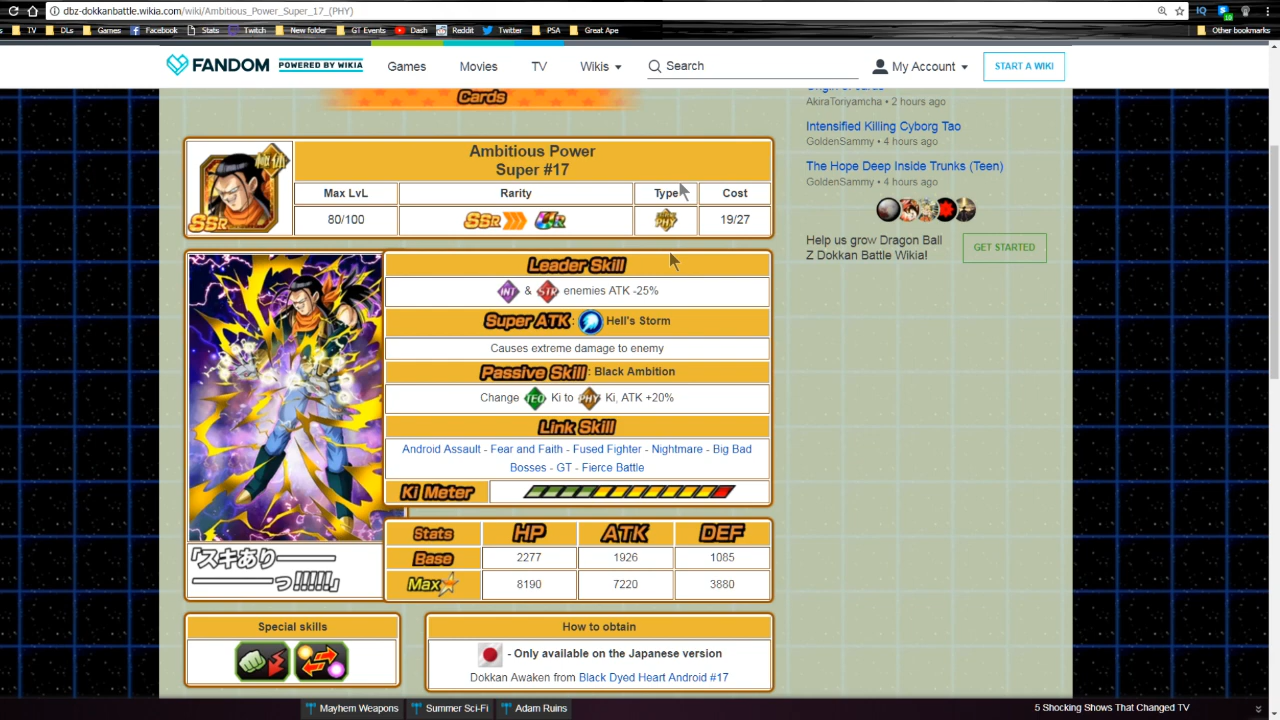 dbz-dokkanbattle.wikia.com/wiki/Ambitious_Power_Super_17_(PHY)
TV DLs Games Facebook Stats Twitch New folder GT Events Dash Reddit Twitter PSA Great Ape Other bookmarks
FANDOM POWERED BY WIKIA Games Movies TV Wikis Search My Account START A WIKI
Cards
AkiraToriyamcha • 2 hours ago
Intensified Killing Cyborg Tao
GoldenSammy • 4 hours ago
The Hope Deep Inside Trunks (Teen)
GoldenSammy • 4 hours ago
Help us grow Dragon Ball
Z Dokkan Battle Wikia!
GET STARTED
Ambitious Power
Super #17
Max LvL Rarity Type Cost
SSR
80/100 SSR UR PHY 19/27
Leader Skill
INT & STR enemies ATK -25%
Super ATK: Hell's Storm
Causes extreme damage to enemy
Passive Skill: Black Ambition
Change TEQ Ki to PHY Ki, ATK +20%
Link Skill
Android Assault - Fear and Faith - Fused Fighter - Nightmare - Big Bad
Bosses - GT - Fierce Battle
Ki Meter
Stats HP ATK DEF
Base 2277 1926 1085
Max 8190 7220 3880
「スキあり――
――っ!!!!!」
Special skills
How to obtain
- Only available on the Japanese version
Dokkan Awaken from Black Dyed Heart Android #17
Mayhem Weapons Summer Sci-Fi Adam Ruins 5 Shocking Shows That Changed TV